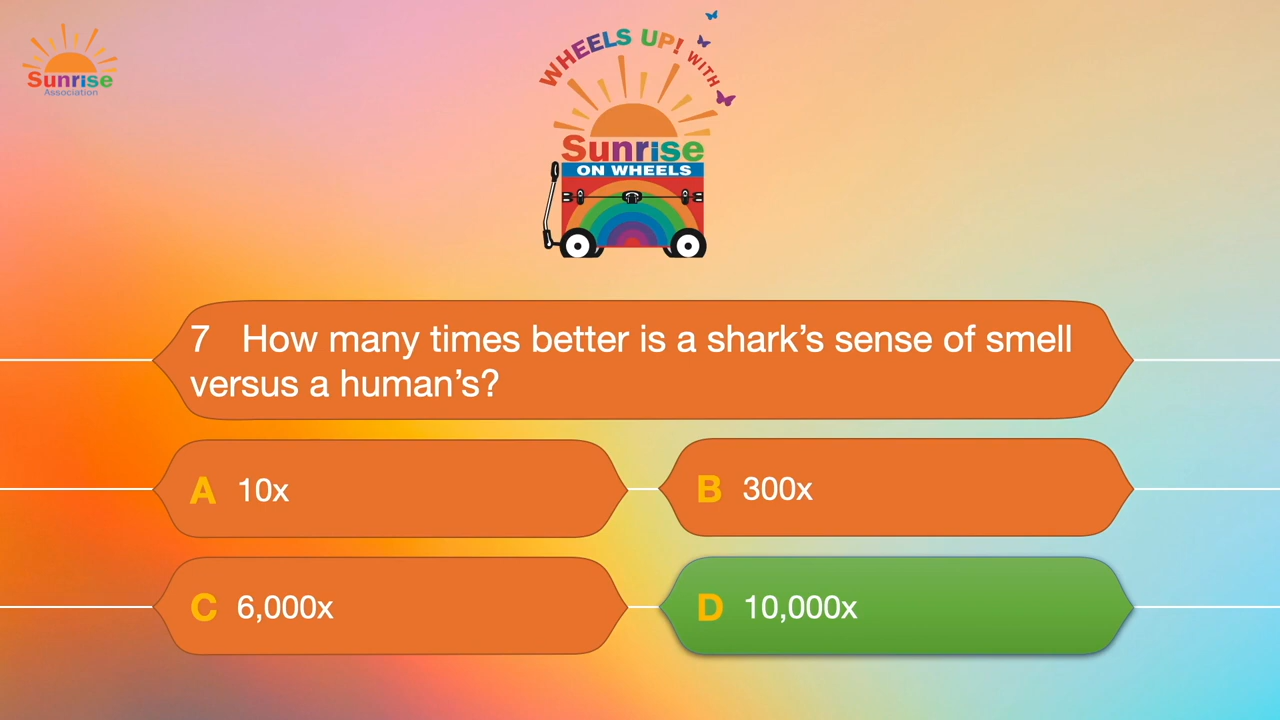 Sunrise
Association
WHEELS UP! WITH
Sunrise
ON WHEELS
7 How many times better is a shark’s sense of smell
versus a human’s?
A 10x
B 300x
C 6,000x
D 10,000x